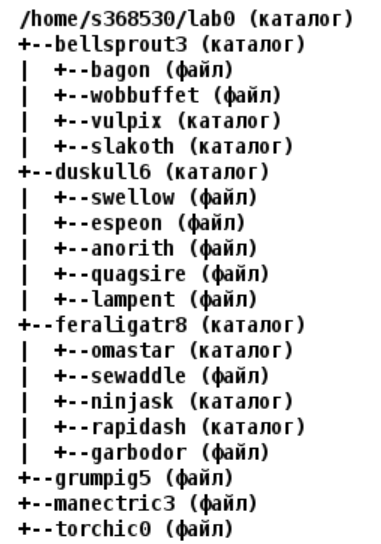 /home/s368530/lab0 (каталог)
+--bellsprout3 (каталог)
|  +--bagon (файл)
|  +--wobbuffet (файл)
|  +--vulpix (каталог)
|  +--slakoth (каталог)
+--duskull6 (каталог)
|  +--swellow (файл)
|  +--espeon (файл)
|  +--anorith (файл)
|  +--quagsire (файл)
|  +--lampent (файл)
+--feraligatr8 (каталог)
|  +--omastar (каталог)
|  +--sewaddle (файл)
|  +--ninjask (каталог)
|  +--rapidash (каталог)
|  +--garbodor (файл)
+--grumpig5 (файл)
+--manectric3 (файл)
+--torchic0 (файл)